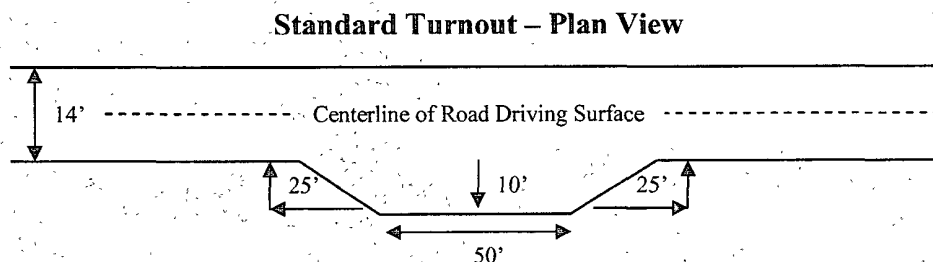 Standard Turnout – Plan View
14'
Centerline of Road Driving Surface
25'
10'
25'
50'